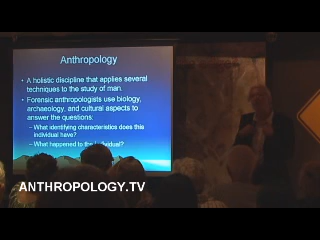 Anthropology
• A holistic discipline that applies several
techniques to the study of man.
• Forensic anthropologists use biology,
archaeology, and cultural aspects to
answer the questions:
– What identifying characteristics does this
individual have?
– What happened to the individual?
ANTHROPOLOGY.TV